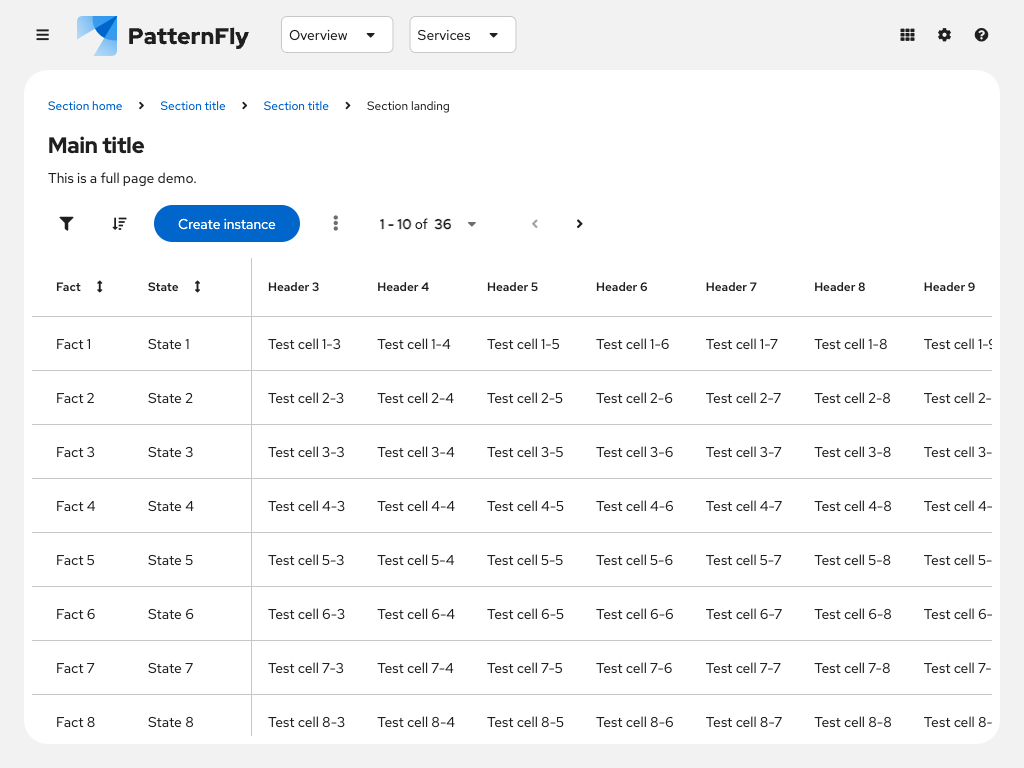 PatternFly Overview Services
Section home Section title Section title Section landing
Main title
This is a full page demo.
Create instance 1 - 10 of 36
Fact State Header 3 Header 4 Header 5 Header 6 Header 7 Header 8 Header 9
Fact 1 State 1 Test cell 1-3 Test cell 1-4 Test cell 1-5 Test cell 1-6 Test cell 1-7 Test cell 1-8 Test cell 1-9
Fact 2 State 2 Test cell 2-3 Test cell 2-4 Test cell 2-5 Test cell 2-6 Test cell 2-7 Test cell 2-8 Test cell 2-
Fact 3 State 3 Test cell 3-3 Test cell 3-4 Test cell 3-5 Test cell 3-6 Test cell 3-7 Test cell 3-8 Test cell 3-
Fact 4 State 4 Test cell 4-3 Test cell 4-4 Test cell 4-5 Test cell 4-6 Test cell 4-7 Test cell 4-8 Test cell 4-
Fact 5 State 5 Test cell 5-3 Test cell 5-4 Test cell 5-5 Test cell 5-6 Test cell 5-7 Test cell 5-8 Test cell 5-
Fact 6 State 6 Test cell 6-3 Test cell 6-4 Test cell 6-5 Test cell 6-6 Test cell 6-7 Test cell 6-8 Test cell 6-
Fact 7 State 7 Test cell 7-3 Test cell 7-4 Test cell 7-5 Test cell 7-6 Test cell 7-7 Test cell 7-8 Test cell 7-
Fact 8 State 8 Test cell 8-3 Test cell 8-4 Test cell 8-5 Test cell 8-6 Test cell 8-7 Test cell 8-8 Test cell 8-